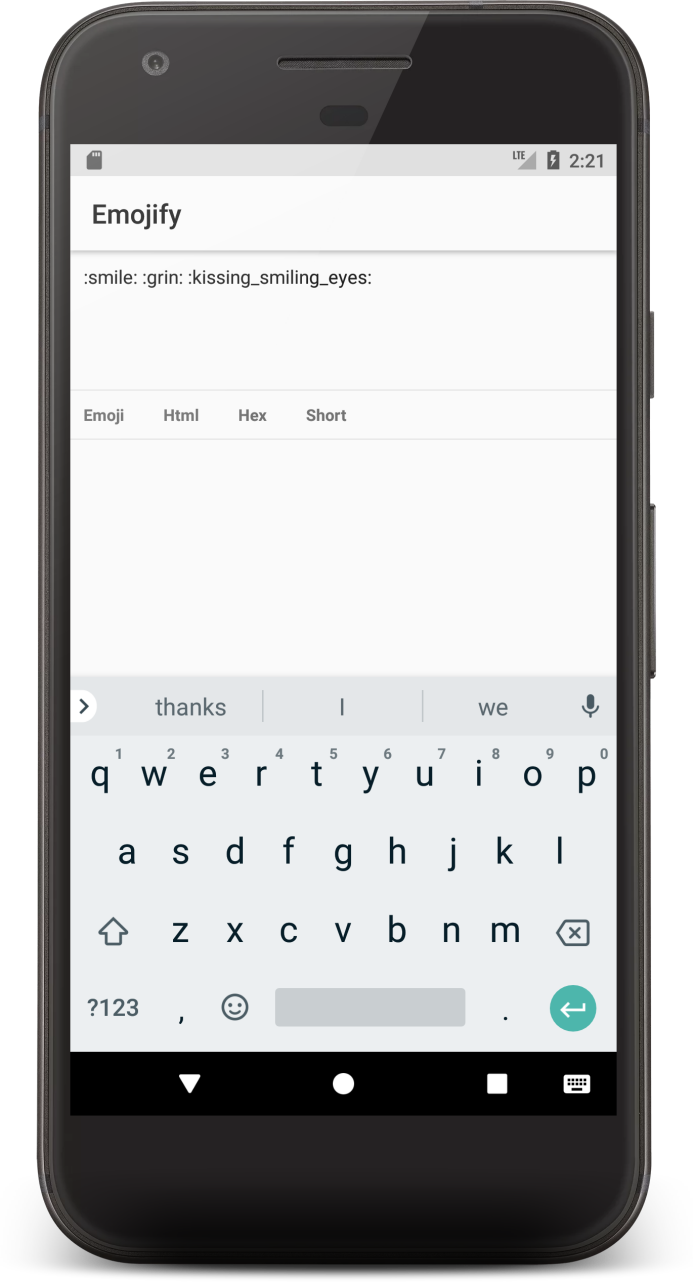 LTE 2:21
Emojify
:smile: :grin: :kissing_smiling_eyes:
Emoji Html Hex Short
thanks I we
q 1 w 2 e 3 r 4 t 5 y 6 u 7 i 8 o 9 p 0
a s d f g h j k l
z x c v b n m
?123 , .